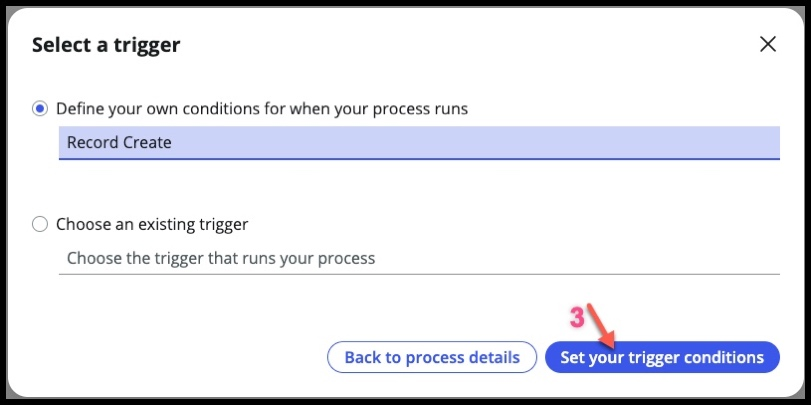 Select a trigger
Define your own conditions for when your process runs
Record Create
Choose an existing trigger
Choose the trigger that runs your process
3
Back to process details
Set your trigger conditions